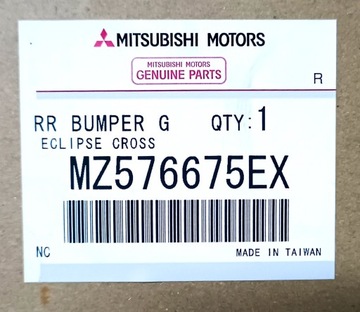 MITSUBISHI MOTORS
MITSUBISHI MOTORS
GENUINE PARTS
R
RR BUMPER G QTY:1
ECLIPSE CROSS
MZ576675EX
NC MADE IN TAIWAN